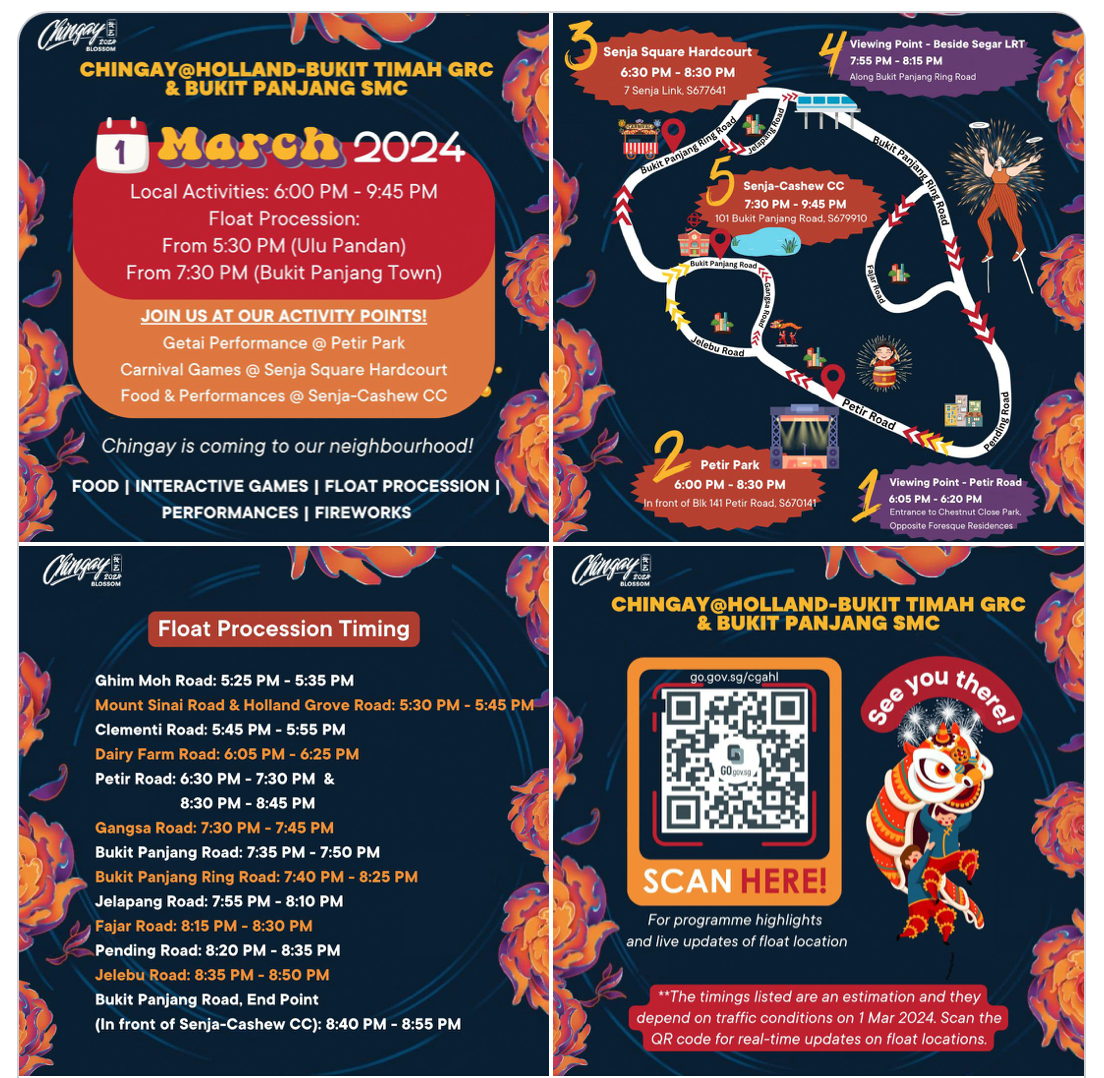 Chingay
2024
BLOSSOM
CHINGAY@HOLLAND-BUKIT TIMAH GRC
& BUKIT PANJANG SMC
1
March 2024
Local Activities: 6:00 PM - 9:45 PM
Float Procession:
From 5:30 PM (Ulu Pandan)
From 7:30 PM (Bukit Panjang Town)
JOIN US AT OUR ACTIVITY POINTS!
Getai Performance @ Petir Park
Carnival Games @ Senja Square Hardcourt
Food & Performances @ Senja-Cashew CC
Chingay is coming to our neighbourhood!
FOOD | INTERACTIVE GAMES | FLOAT PROCESSION |
PERFORMANCES | FIREWORKS
3
Senja Square Hardcourt
6:30 PM - 8:30 PM
7 Senja Link, S677641
4
Viewing Point - Beside Segar LRT
7:55 PM - 8:15 PM
Along Bukit Panjang Ring Road
CARNIVAL
Bukit Panjang Ring Road
Jelapang Road
Bukit Panjang Ring Road
5
Senja-Cashew CC
7:30 PM - 9:45 PM
101 Bukit Panjang Road, S679910
Bukit Panjang Road
Gangsa Road
Fajar Road
Jelebu Road
Petir Road
Pending Road
2
Petir Park
6:00 PM - 8:30 PM
In front of Blk 141 Petir Road, S670141
1
Viewing Point - Petir Road
6:05 PM - 6:20 PM
Entrance to Chestnut Close Park,
Opposite Foresque Residences
Chingay
2024
BLOSSOM
Float Procession Timing
Ghim Moh Road: 5:25 PM - 5:35 PM
Mount Sinai Road & Holland Grove Road: 5:30 PM - 5:45 PM
Clementi Road: 5:45 PM - 5:55 PM
Dairy Farm Road: 6:05 PM - 6:25 PM
Petir Road: 6:30 PM - 7:30 PM &
8:30 PM - 8:45 PM
Gangsa Road: 7:30 PM - 7:45 PM
Bukit Panjang Road: 7:35 PM - 7:50 PM
Bukit Panjang Ring Road: 7:40 PM - 8:25 PM
Jelapang Road: 7:55 PM - 8:10 PM
Fajar Road: 8:15 PM - 8:30 PM
Pending Road: 8:20 PM - 8:35 PM
Jelebu Road: 8:35 PM - 8:50 PM
Bukit Panjang Road, End Point
(In front of Senja-Cashew CC): 8:40 PM - 8:55 PM
Chingay
2024
BLOSSOM
CHINGAY@HOLLAND-BUKIT TIMAH GRC
& BUKIT PANJANG SMC
go.gov.sg/cgahl
GO.gov.sg
SCAN HERE!
For programme highlights
and live updates of float location
See you there!
**The timings listed are an estimation and they
depend on traffic conditions on 1 Mar 2024. Scan the
QR code for real-time updates on float locations.